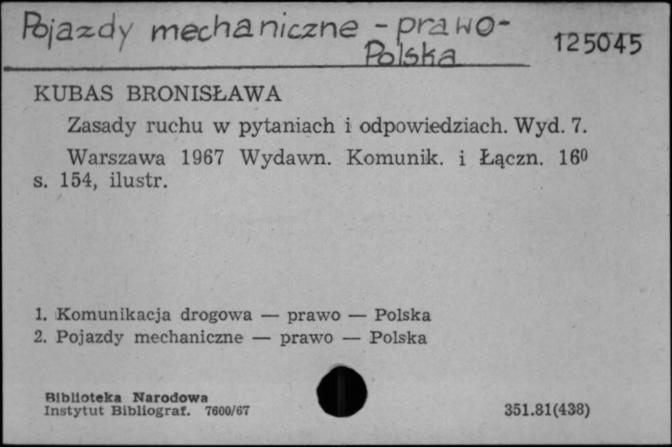 Pojazdy mechaniczne - prawo -
Polska
125045
KUBAS BRONISŁAWA
Zasady ruchu w pytaniach i odpowiedziach. Wyd. 7.
Warszawa 1967 Wydawn. Komunik. i Łączn. 16⁰
s. 154, ilustr.
1. Komunikacja drogowa — prawo — Polska
2. Pojazdy mechaniczne — prawo — Polska
Biblioteka Narodowa
Instytut Bibliograf. 7600/67
351.81(438)